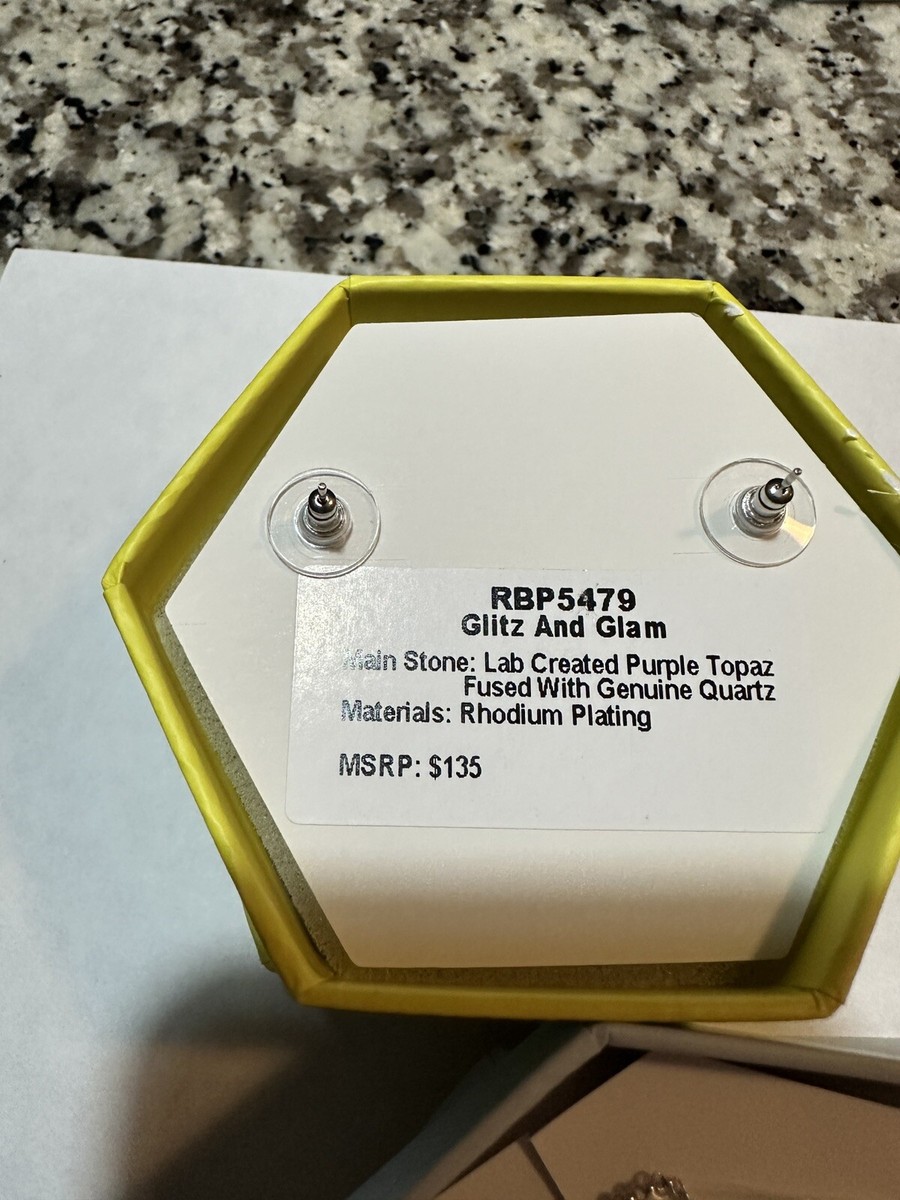 RBP5479
Glitz And Glam
Main Stone: Lab Created Purple Topaz
Fused With Genuine Quartz
Materials: Rhodium Plating
MSRP: $135